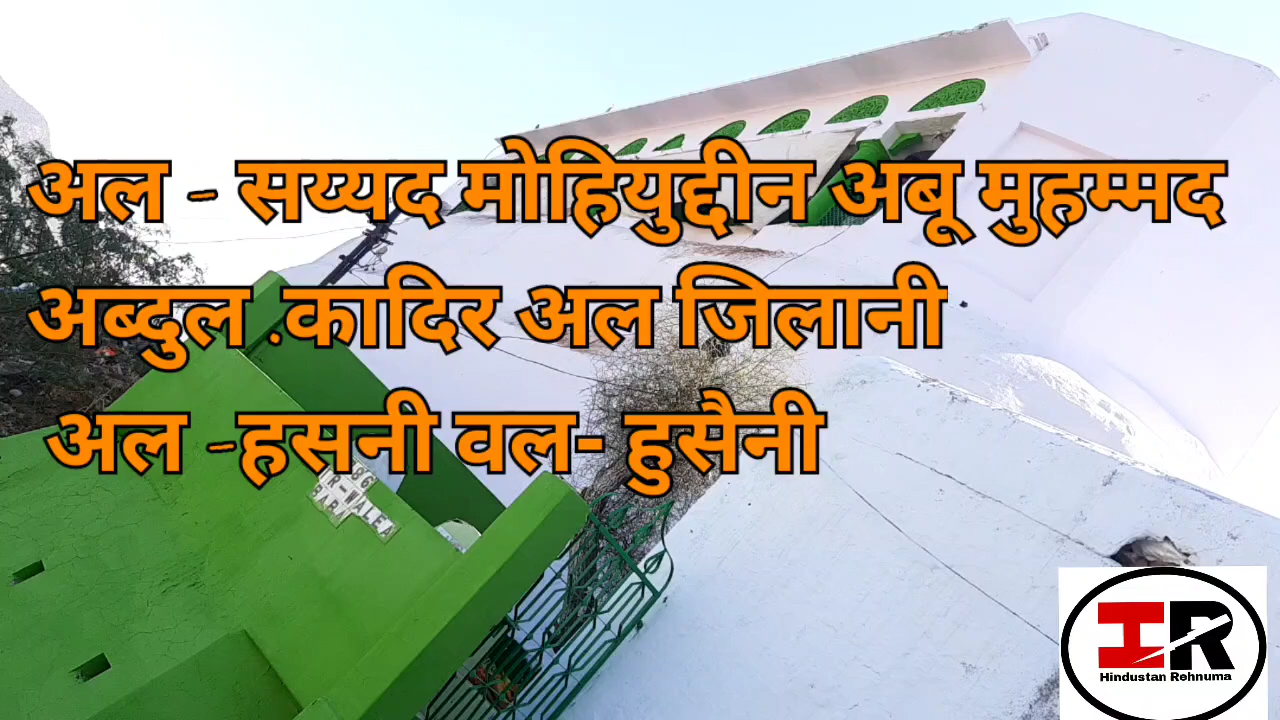 अल - सय्यद मोहियुद्दीन अबू मुहम्मद
अब्दुल .कादिर अल जिलानी
अल -हसनी वल- हुसैनी
IR
Hindustan Rehnuma